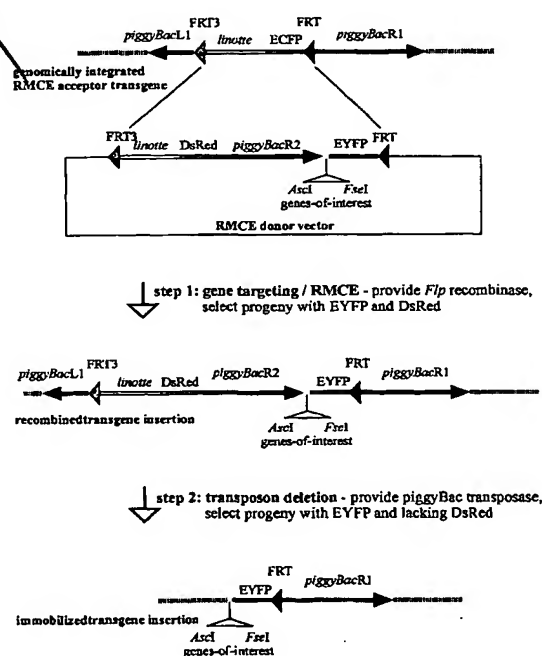 FRT3 FRT
piggyBacL1 linotte ECFP piggyBacR1
genomically integrated
RMCE acceptor transgene
FRT3 FRT
linotte DsRed piggyBacR2 EYFP
AscI FseI
genes-of-interest
RMCE donor vector
step 1: gene targeting / RMCE - provide Flp recombinase,
select progeny with EYFP and DsRed
FRT3 FRT
piggyBacL1 linotte DsRed piggyBacR2 EYFP piggyBacR1
recombinedtransgene insertion
AscI FseI
genes-of-interest
step 2: transposon deletion - provide piggyBac transposase,
select progeny with EYFP and lacking DsRed
FRT
EYFP piggyBacR1
immobilizedtransgene insertion
AscI FseI
genes-of-interest